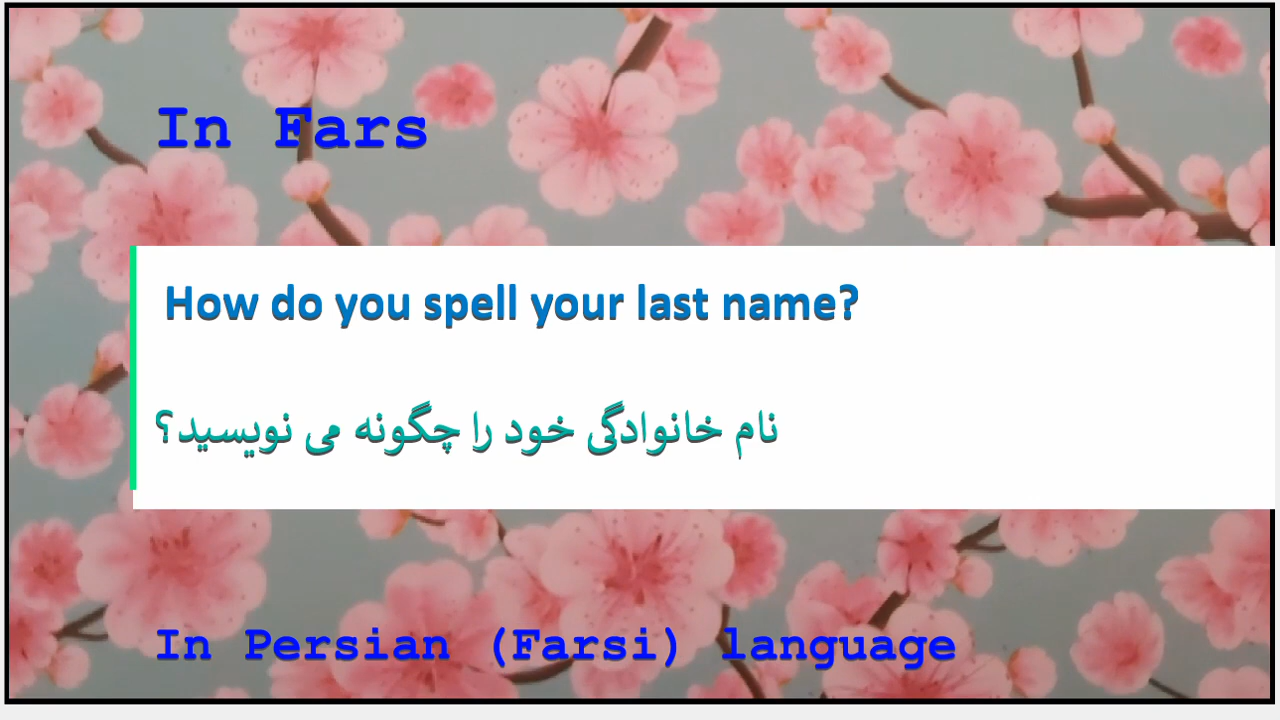 In Fars
How do you spell your last name?
نام خانوادگی خود را چگونه می نویسید؟
In Persian (Farsi) language